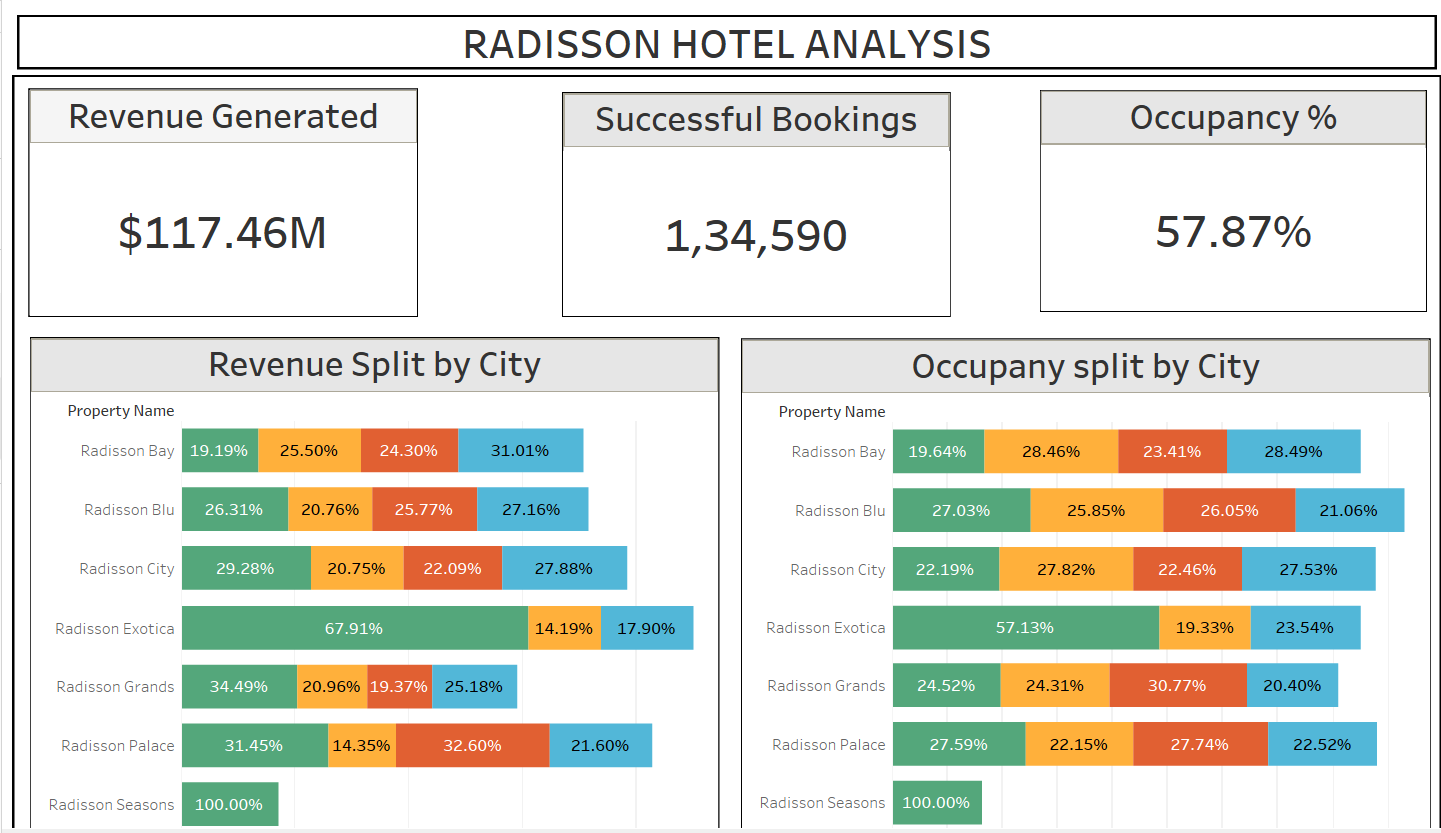 RADISSON HOTEL ANALYSIS
Revenue Generated
$117.46M
Successful Bookings
1,34,590
Occupancy %
57.87%
Revenue Split by City
Property Name
Radisson Bay 19.19% 25.50% 24.30% 31.01%
Radisson Blu 26.31% 20.76% 25.77% 27.16%
Radisson City 29.28% 20.75% 22.09% 27.88%
Radisson Exotica 67.91% 14.19% 17.90%
Radisson Grands 34.49% 20.96% 19.37% 25.18%
Radisson Palace 31.45% 14.35% 32.60% 21.60%
Radisson Seasons 100.00%
Occupany split by City
Property Name
Radisson Bay 19.64% 28.46% 23.41% 28.49%
Radisson Blu 27.03% 25.85% 26.05% 21.06%
Radisson City 22.19% 27.82% 22.46% 27.53%
Radisson Exotica 57.13% 19.33% 23.54%
Radisson Grands 24.52% 24.31% 30.77% 20.40%
Radisson Palace 27.59% 22.15% 27.74% 22.52%
Radisson Seasons 100.00%